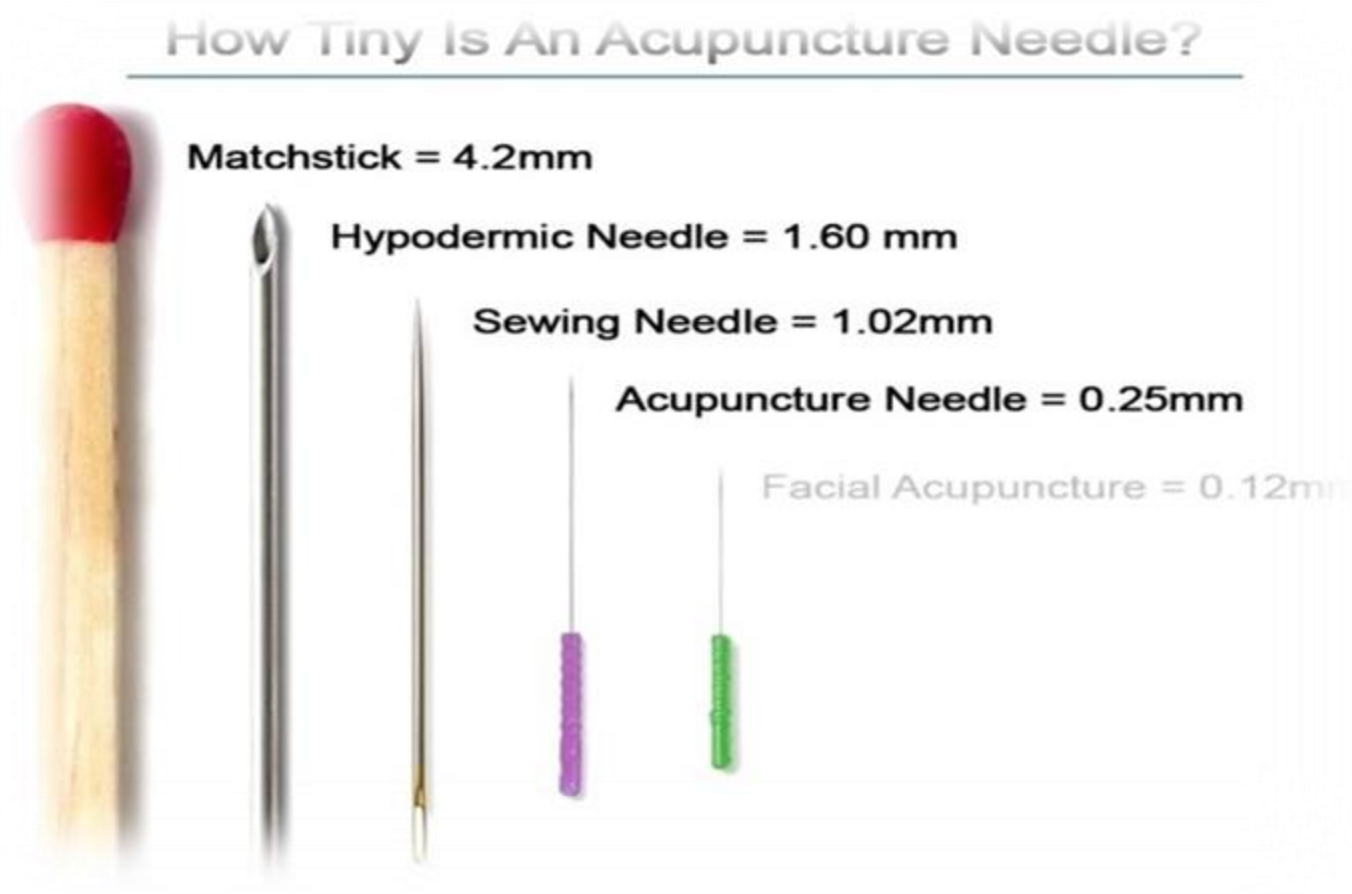 How Tiny Is An Acupuncture Needle?
Matchstick = 4.2mm
Hypodermic Needle = 1.60 mm
Sewing Needle = 1.02mm
Acupuncture Needle = 0.25mm
Facial Acupuncture = 0.12mm